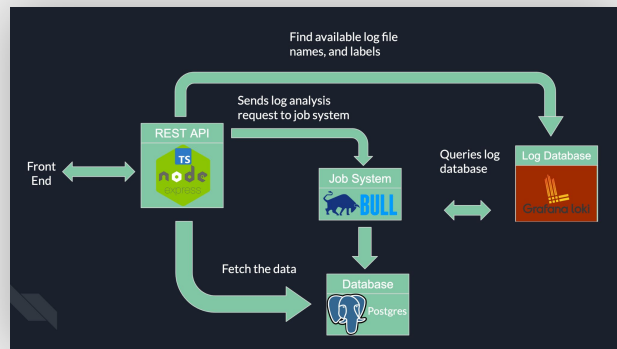 Find available log file
names, and labels
Sends log analysis
request to job system
REST API
TS
node
express
Front
End
Queries log
database
Log Database
Grafana loki
Job System
BULL
Fetch the data
Database
Postgres